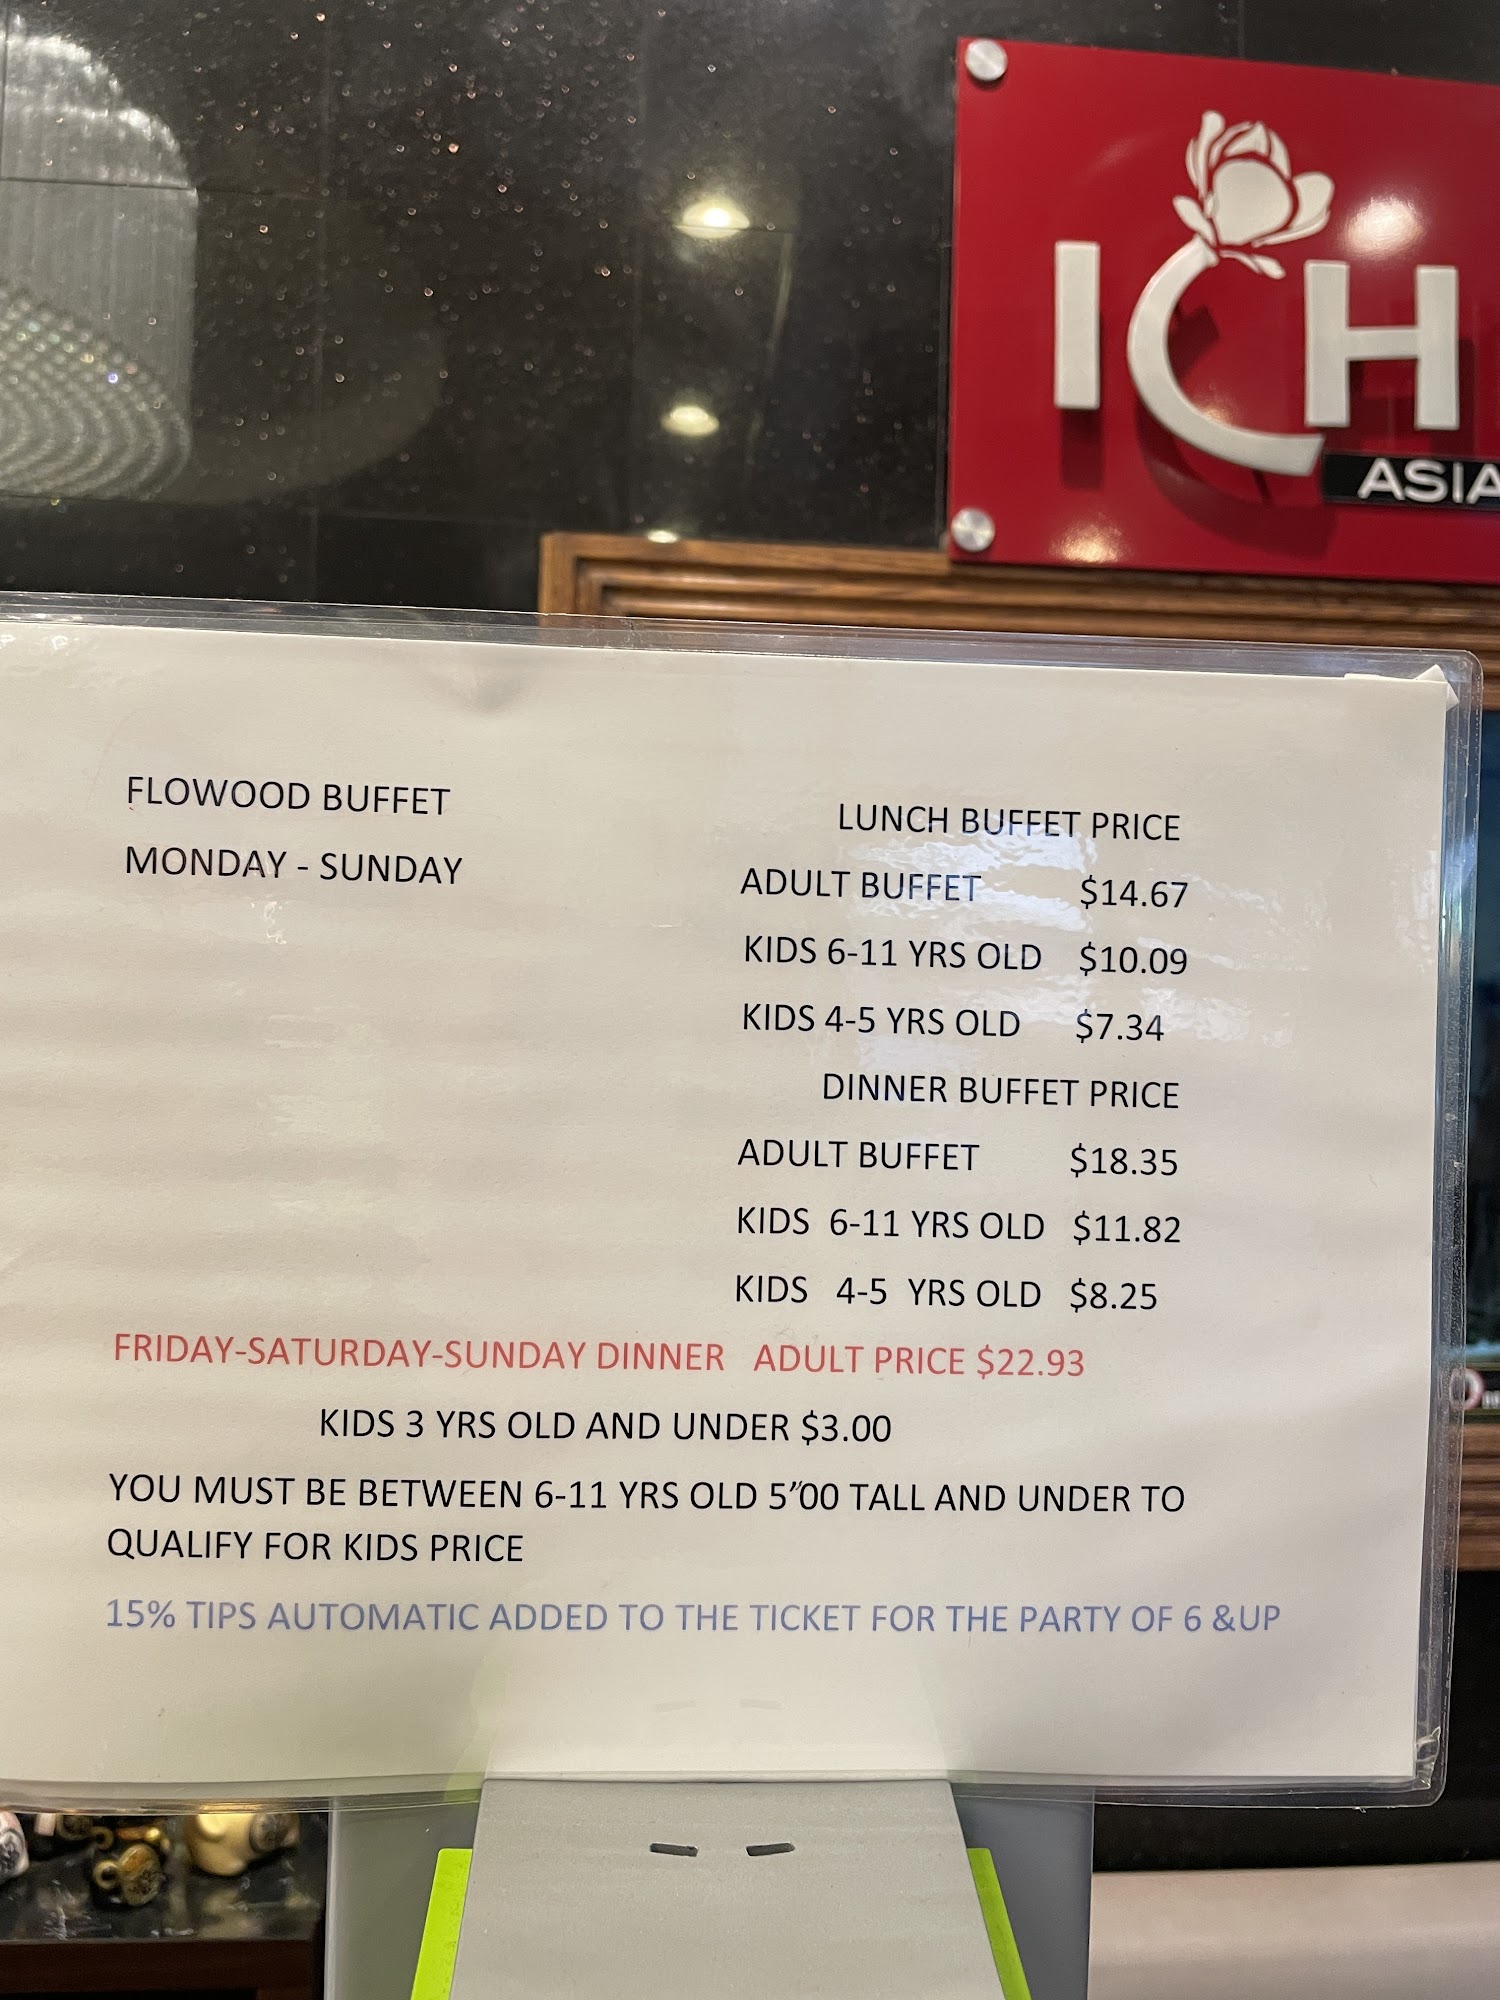 ICH
ASIA
FLOWOOD BUFFET
MONDAY - SUNDAY
LUNCH BUFFET PRICE
ADULT BUFFET $14.67
KIDS 6-11 YRS OLD $10.09
KIDS 4-5 YRS OLD $7.34
DINNER BUFFET PRICE
ADULT BUFFET $18.35
KIDS 6-11 YRS OLD $11.82
KIDS 4-5 YRS OLD $8.25
FRIDAY-SATURDAY-SUNDAY DINNER ADULT PRICE $22.93
KIDS 3 YRS OLD AND UNDER $3.00
YOU MUST BE BETWEEN 6-11 YRS OLD 5”00 TALL AND UNDER TO
QUALIFY FOR KIDS PRICE
15% TIPS AUTOMATIC ADDED TO THE TICKET FOR THE PARTY OF 6 &UP